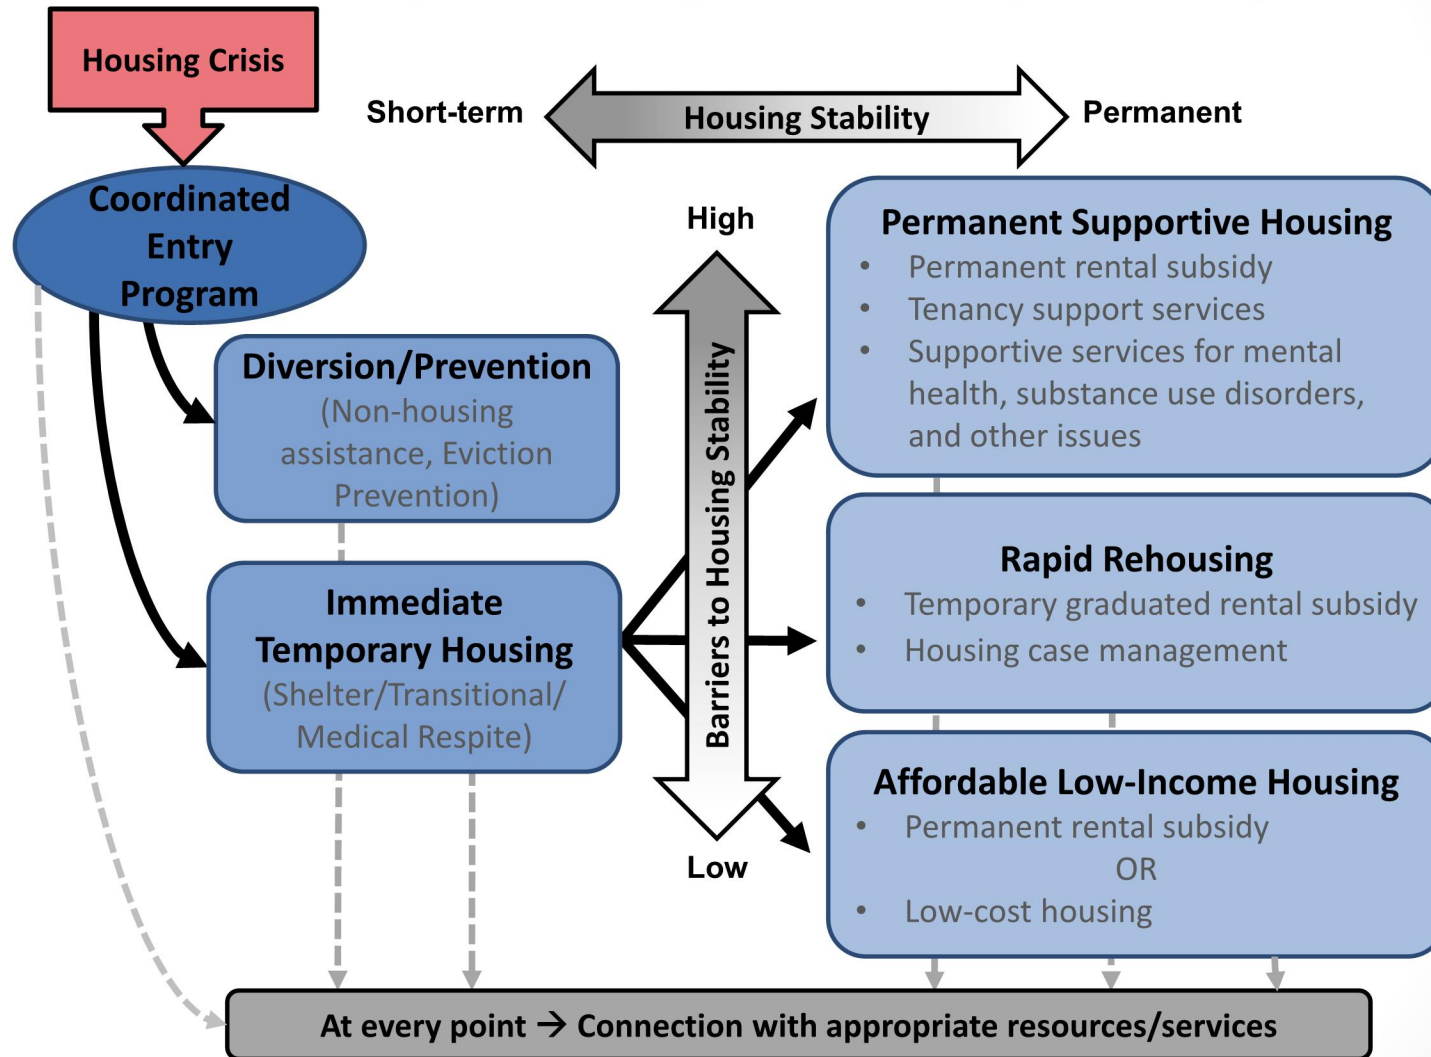 Housing Crisis
Short-term
Housing Stability
Permanent
Coordinated
Entry
Program
High
Barriers to Housing Stability
Low
Diversion/Prevention
(Non-housing
assistance, Eviction
Prevention)
Immediate
Temporary Housing
(Shelter/Transitional/
Medical Respite)
Permanent Supportive Housing
• Permanent rental subsidy
• Tenancy support services
• Supportive services for mental
health, substance use disorders,
and other issues
Rapid Rehousing
• Temporary graduated rental subsidy
• Housing case management
Affordable Low-Income Housing
• Permanent rental subsidy
OR
• Low-cost housing
At every point → Connection with appropriate resources/services